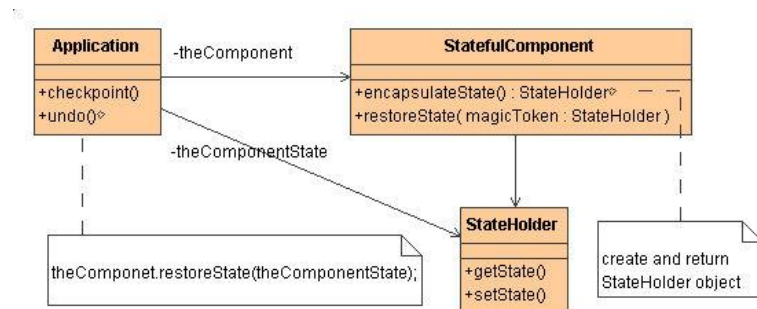 Application
+checkpoint()
+undo()
-theComponent
StatefulComponent
+encapsulateState() : StateHolder
+restoreState( magicToken : StateHolder )
-theComponentState
StateHolder
+getState()
+setState()
theComponet.restoreState(theComponentState);
create and return
StateHolder object